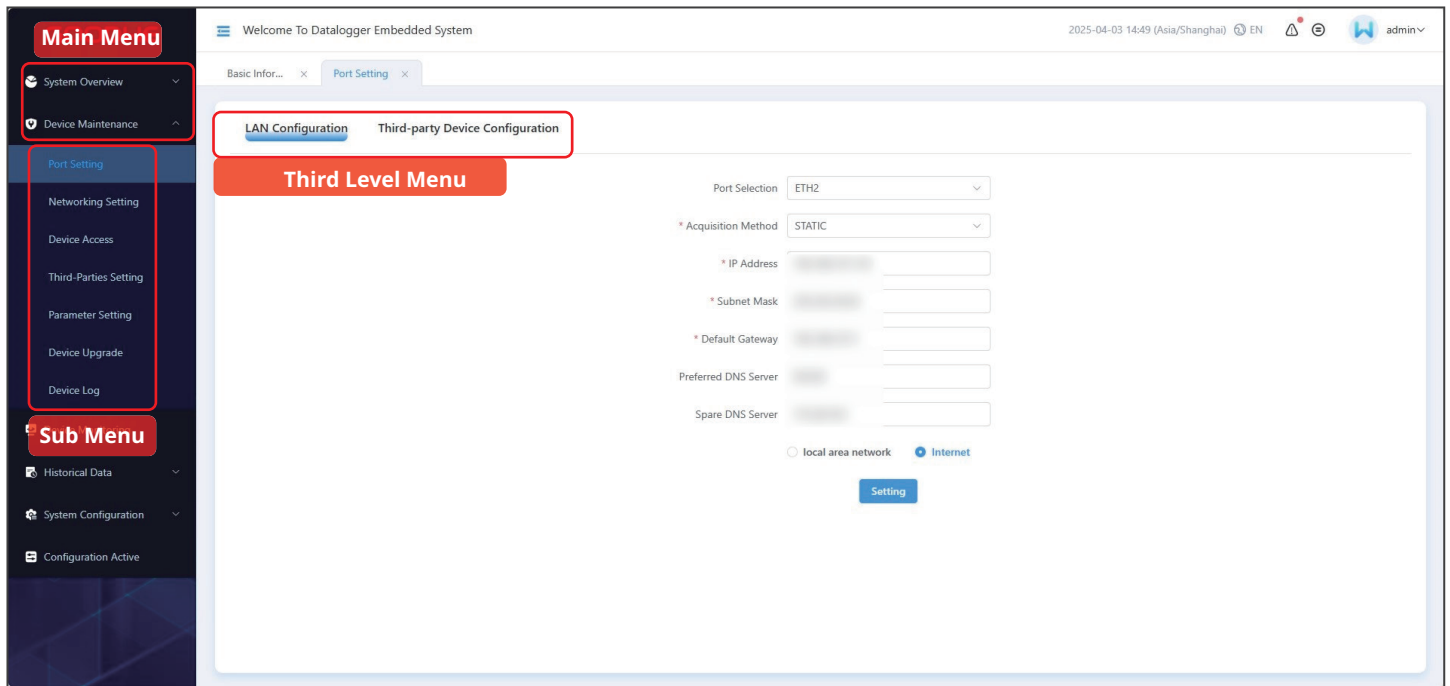 Main Menu
Welcome To Datalogger Embedded System
2025-04-03 14:49 (Asia/Shanghai) EN
admin
System Overview
Basic Infor... ×
Port Setting ×
Device Maintenance
LAN Configuration
Third-party Device Configuration
Port Setting
Third Level Menu
Networking Setting
Device Access
Third-Parties Setting
Parameter Setting
Device Upgrade
Device Log
Sub Menu
Historical Data
System Configuration
Configuration Active
Port Selection ETH2
* Acquisition Method STATIC
* IP Address
* Subnet Mask
* Default Gateway
Preferred DNS Server
Spare DNS Server
local area network
Internet
Setting